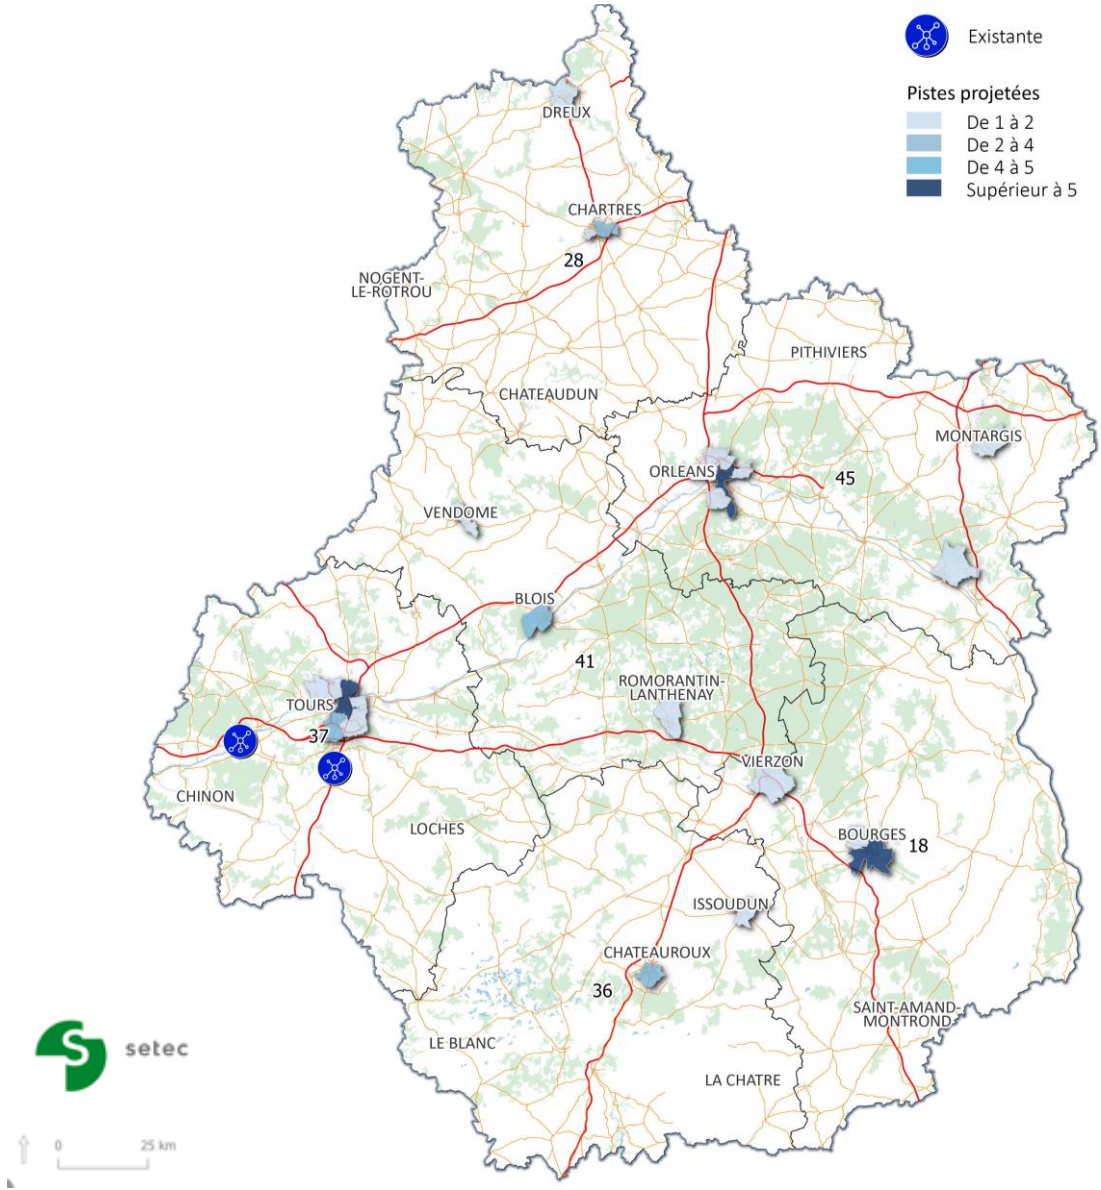 Existante
Pistes projetées
De 1 à 2
De 2 à 4
De 4 à 5
Supérieur à 5
DREUX
CHARTRES
28
NOGENT-
LE-ROTROU
PITHIVIERS
CHATEAUDUN
MONTARGIS
ORLEANS
45
VENDOME
BLOIS
41
ROMORANTIN-
LANTHENAY
TOURS
37
VIERZON
CHINON
LOCHES
BOURGES
18
ISSOUDUN
CHATEAUROUX
36
SAINT-AMAND-
MONTROND
LE BLANC
LA CHATRE
S
setec
0
25 km